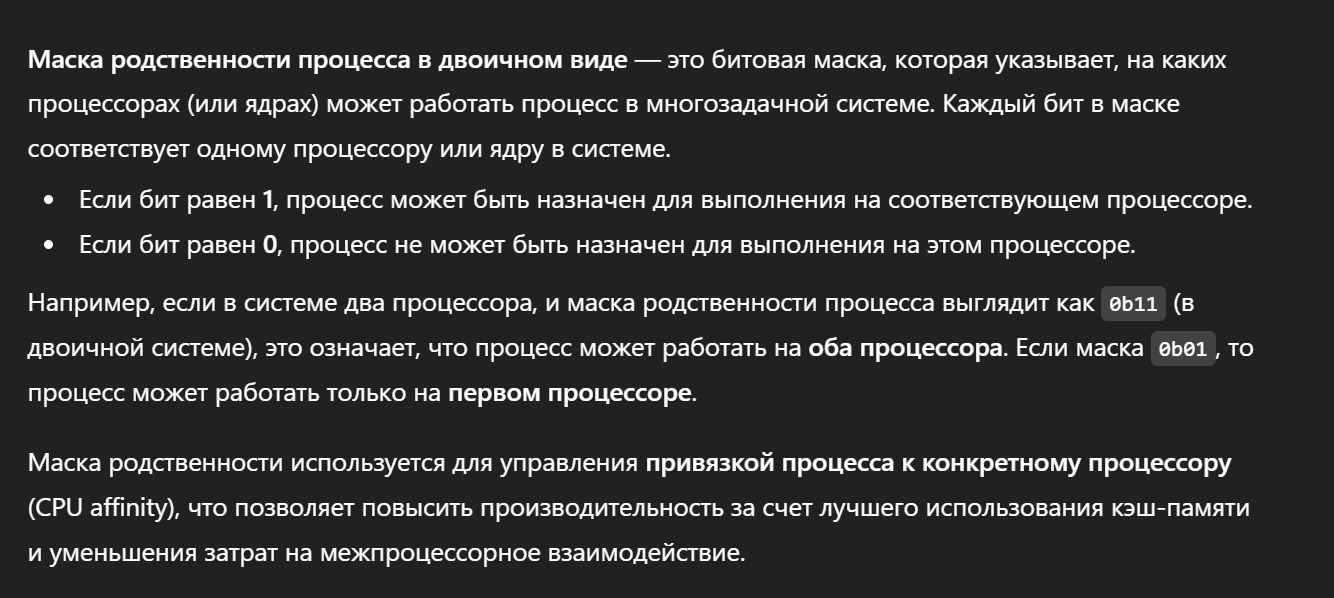 Маска родственности процесса в двоичном виде — это битовая маска, которая указывает, на каких
процессорах (или ядрах) может работать процесс в многозадачной системе. Каждый бит в маске
соответствует одному процессору или ядру в системе.
• Если бит равен 1, процесс может быть назначен для выполнения на соответствующем процессоре.
• Если бит равен 0, процесс не может быть назначен для выполнения на этом процессоре.
Например, если в системе два процессора, и маска родственности процесса выглядит как 0b11 (в
двоичной системе), это означает, что процесс может работать на оба процессора. Если маска 0b01, то
процесс может работать только на первом процессоре.
Маска родственности используется для управления привязкой процесса к конкретному процессору
(CPU affinity), что позволяет повысить производительность за счет лучшего использования кэш-памяти
и уменьшения затрат на межпроцессорное взаимодействие.